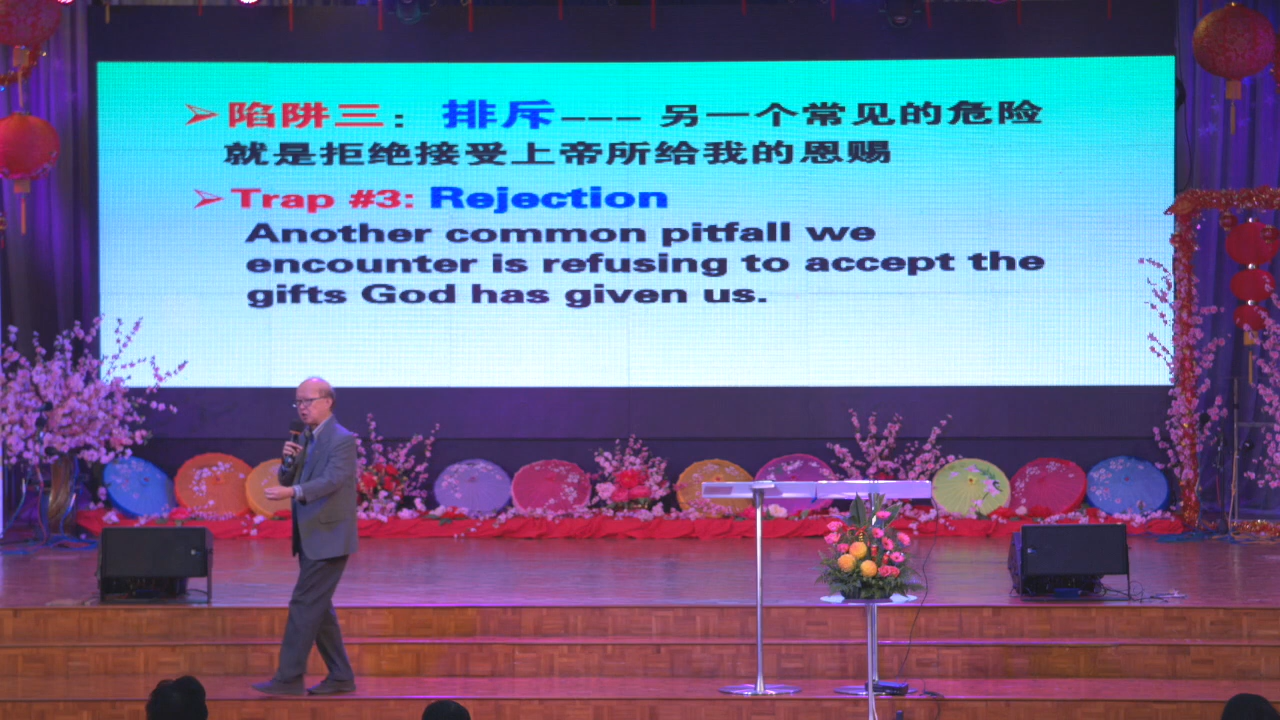 陷阱三： 排斥--- 另一个常见的危险
就是拒绝接受上帝所给我的恩赐
Trap #3: Rejection
Another common pitfall we
encounter is refusing to accept the
gifts God has given us.